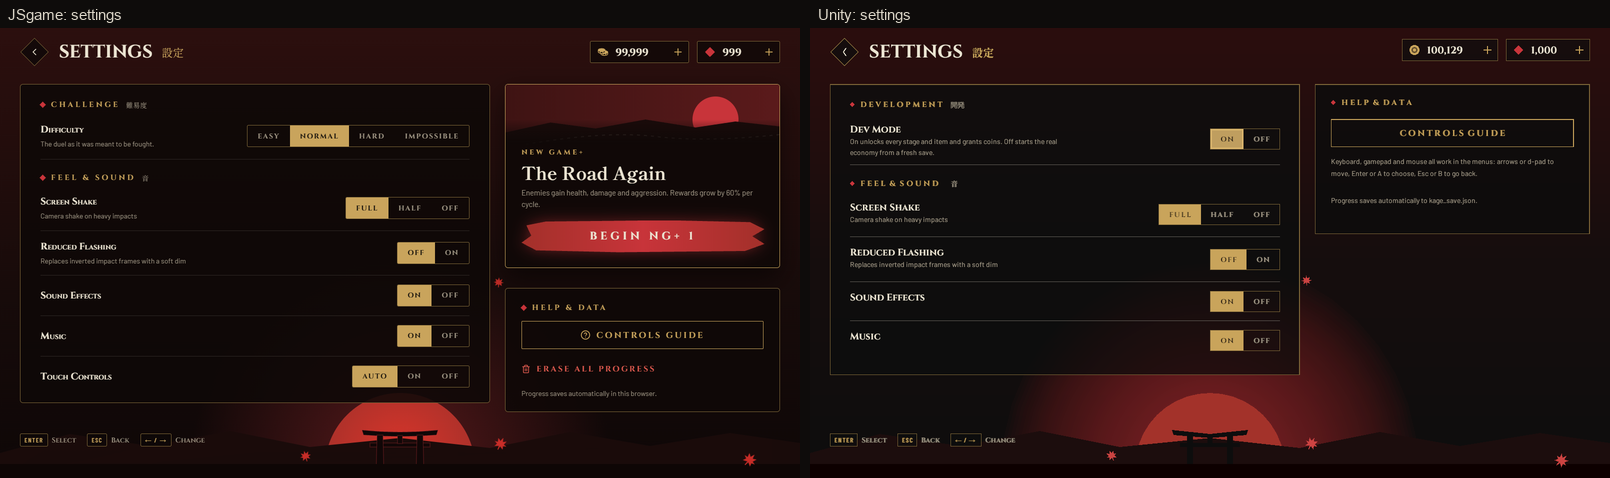 JSgame: settings
SETTINGS 設定
99,999 +
999 +
CHALLENGE 難易度
DIFFICULTY
The duel as it was meant to be fought.
EASY NORMAL HARD IMPOSSIBLE
FEEL & SOUND 音
SCREEN SHAKE
Camera shake on heavy impacts
FULL HALF OFF
REDUCED FLASHING
Replaces inverted impact frames with a soft dim
OFF ON
SOUND EFFECTS
ON OFF
MUSIC
ON OFF
TOUCH CONTROLS
AUTO ON OFF
NEW GAME+
The Road Again
Enemies gain health, damage and aggression. Rewards grow by 60% per
cycle.
BEGIN NG+ 1
HELP & DATA
CONTROLS GUIDE
ERASE ALL PROGRESS
Progress saves automatically in this browser.
ENTER SELECT ESC BACK ← / → CHANGE
Unity: settings
SETTINGS 設定
100,129 +
1,000 +
DEVELOPMENT 開発
DEV MODE
On unlocks every stage and item and grants coins. Off starts the real
economy from a fresh save.
ON OFF
FEEL & SOUND 音
SCREEN SHAKE
Camera shake on heavy impacts
FULL HALF OFF
REDUCED FLASHING
Replaces inverted impact frames with a soft dim
OFF ON
SOUND EFFECTS
ON OFF
MUSIC
ON OFF
HELP & DATA
CONTROLS GUIDE
Keyboard, gamepad and mouse all work in the menus: arrows or d-pad to
move, Enter or A to choose, Esc or B to go back.
Progress saves automatically to kage_save.json.
ENTER SELECT ESC BACK ← / → CHANGE